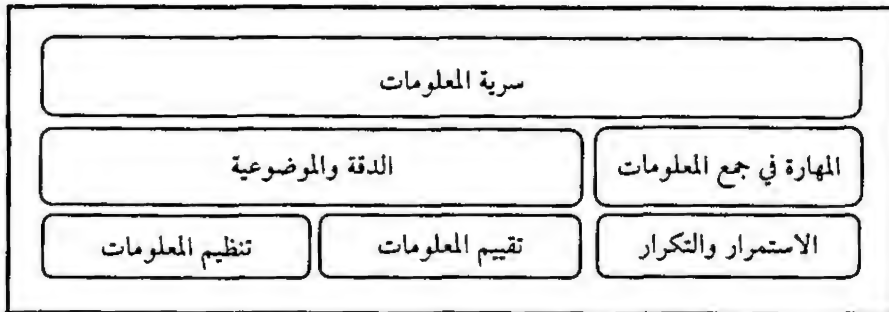 سرية المعلومات
المهارة في جمع المعلومات
الدقة والموضوعية
الاستمرار والتكرار
تقييم المعلومات
تنظيم المعلومات